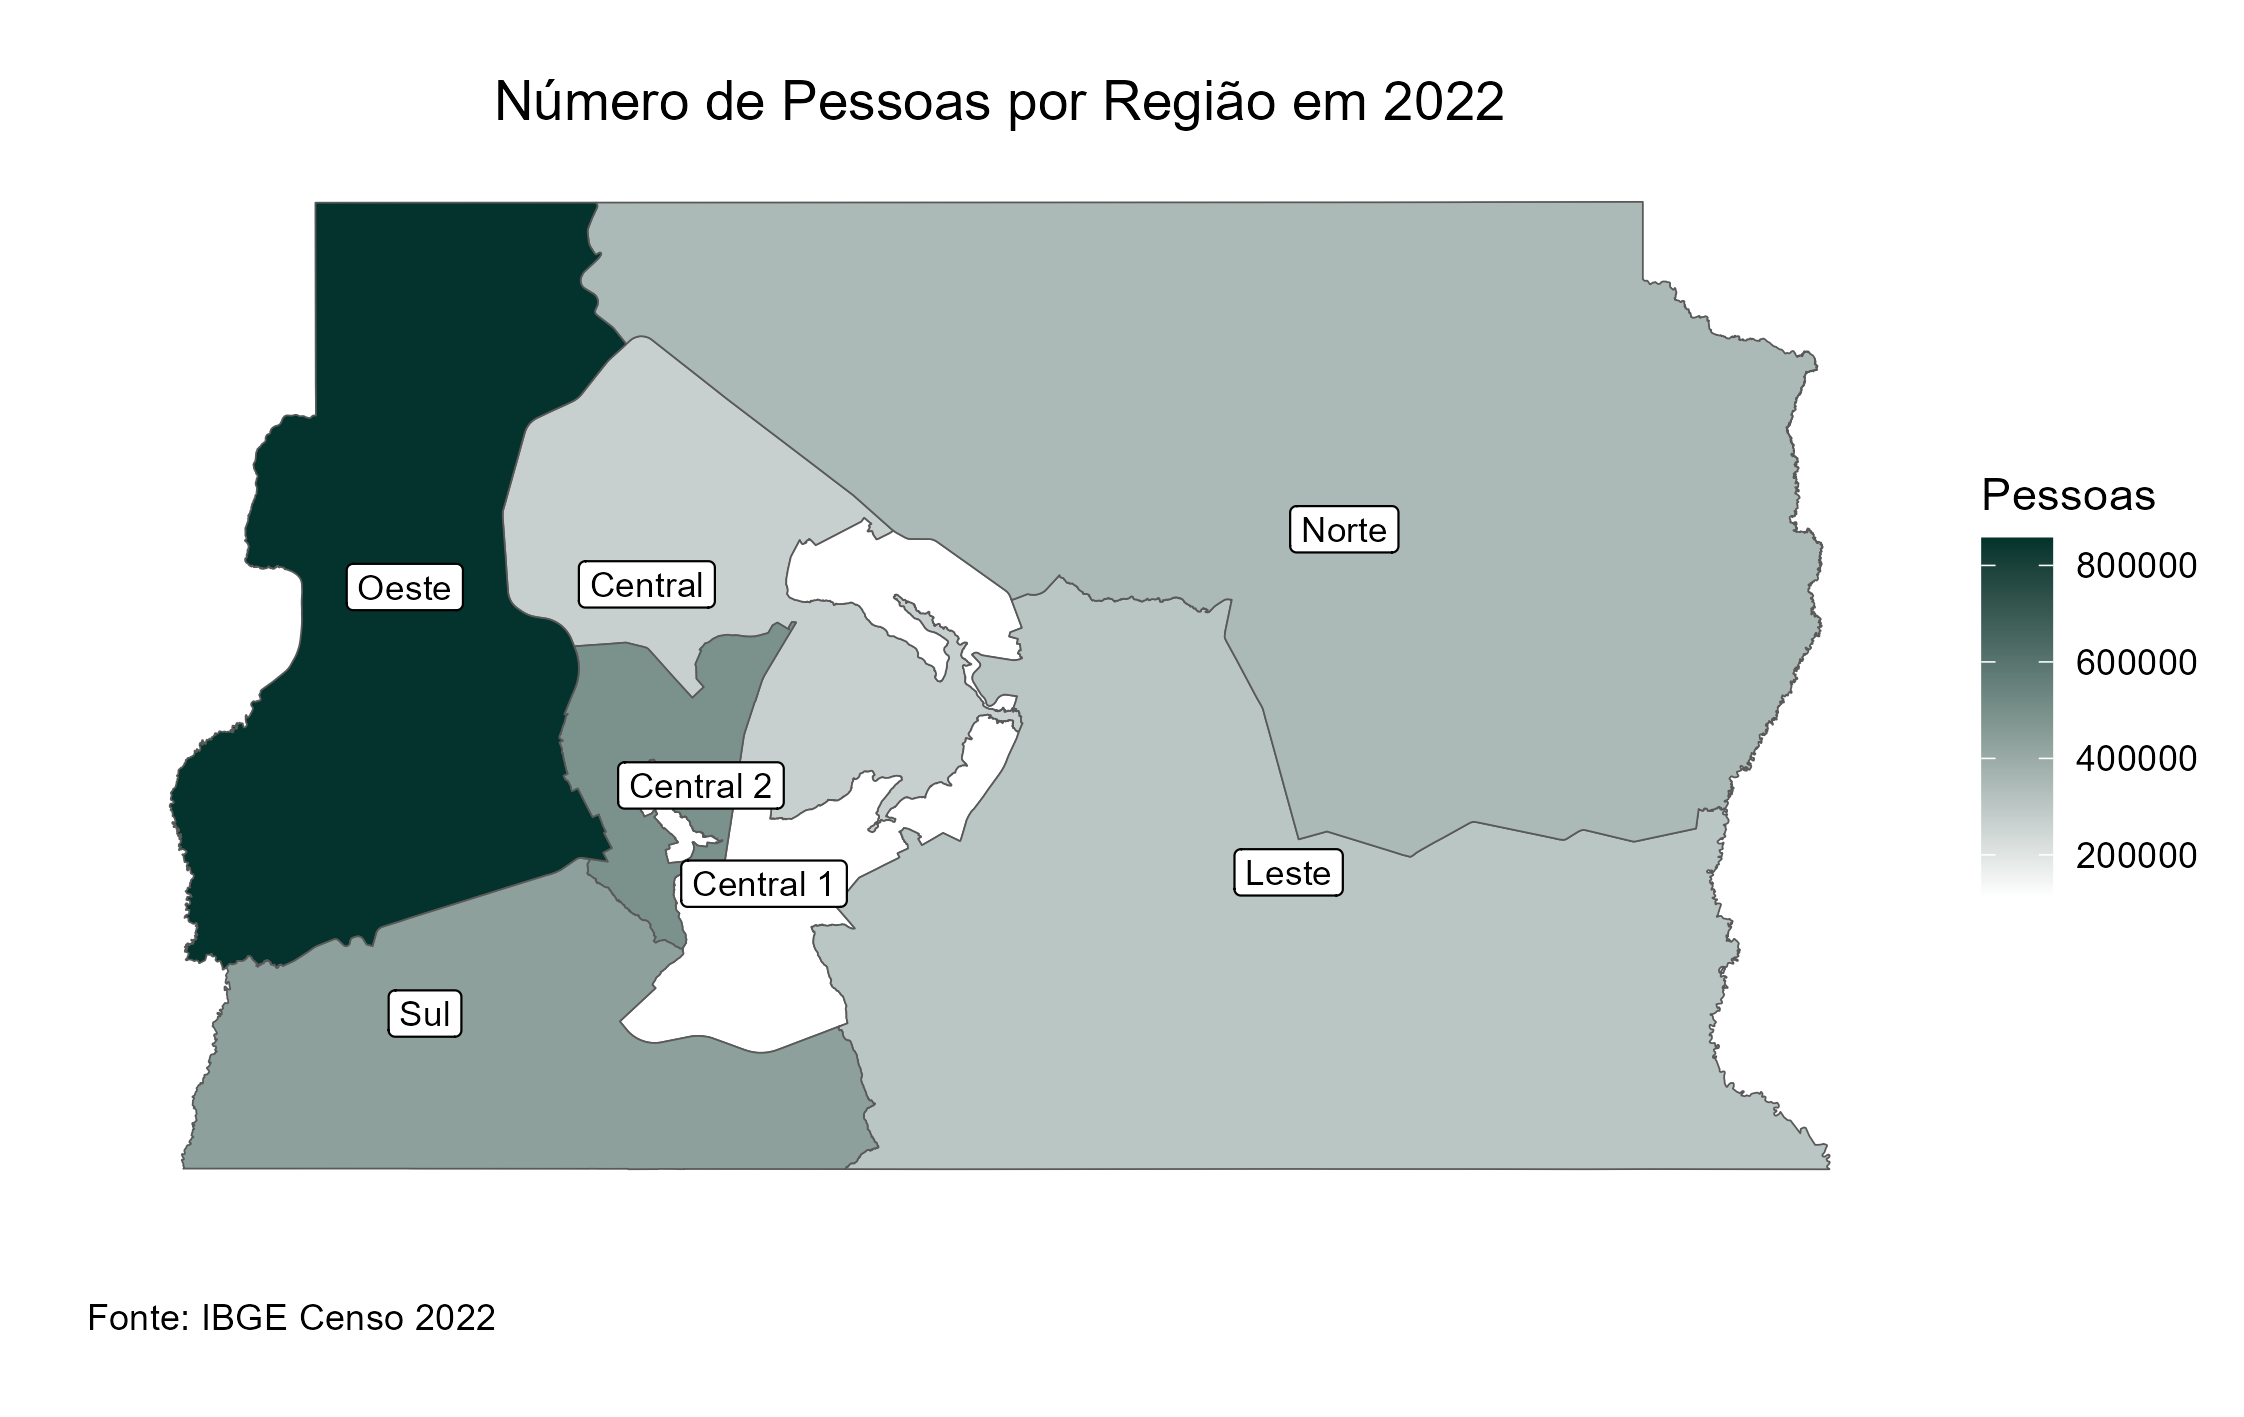 Número de Pessoas por Região em 2022
Pessoas
800000
600000
400000
200000
Norte
Oeste
Central
Central 2
Central 1
Leste
Sul
Fonte: IBGE Censo 2022